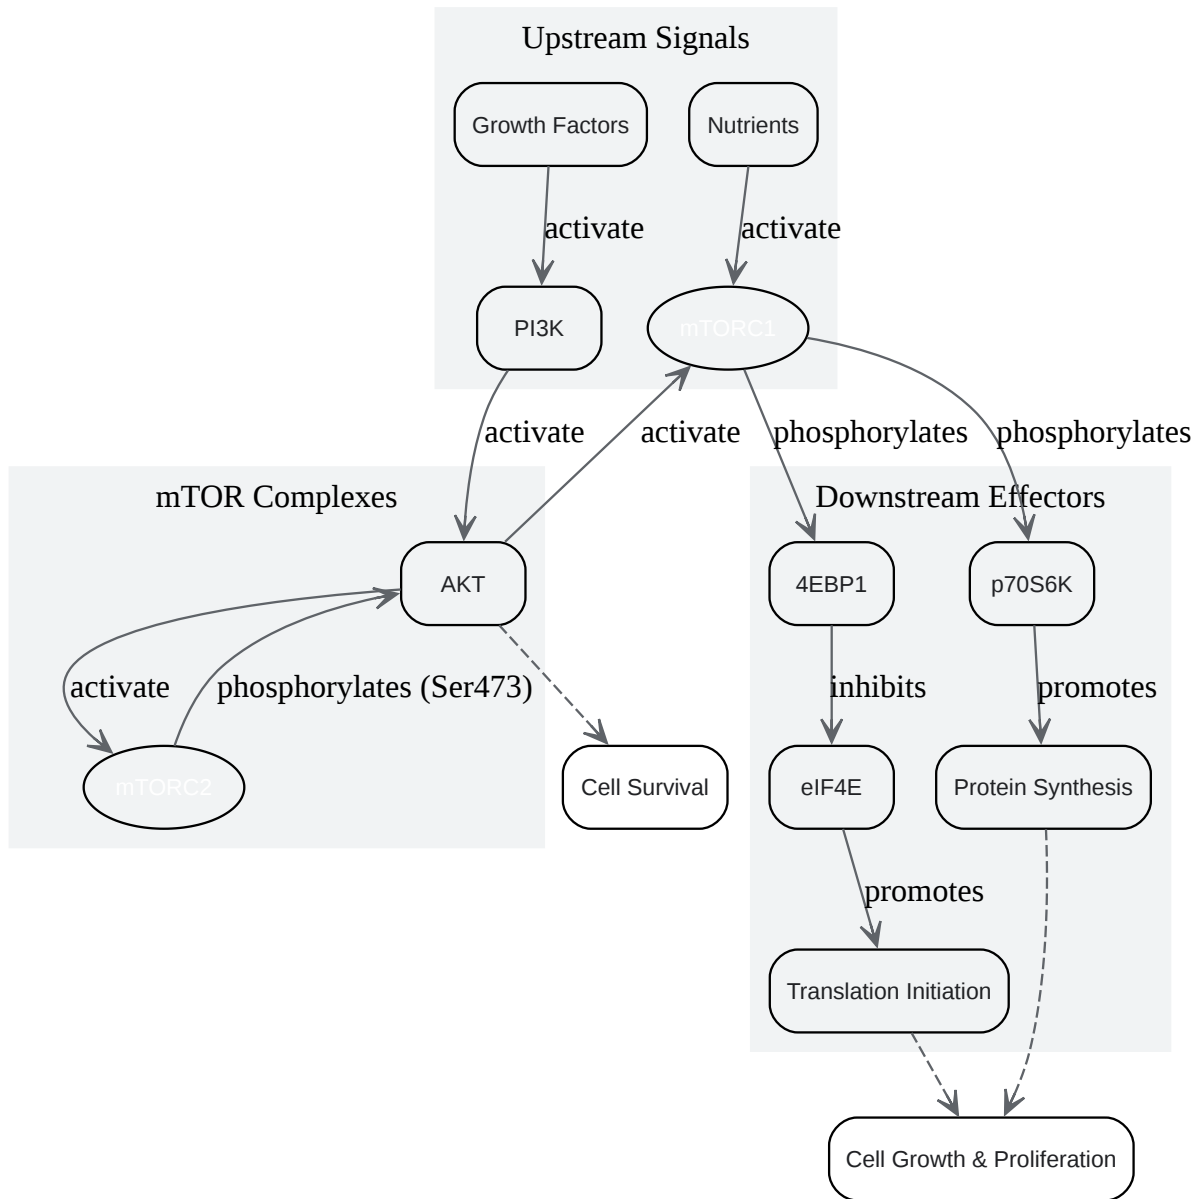 Upstream Signals
Growth Factors
Nutrients
activate
activate
PI3K
mTORC1
activate
activate
phosphorylates
phosphorylates
mTOR Complexes
Downstream Effectors
AKT
4EBP1
p70S6K
activate
phosphorylates (Ser473)
inhibits
promotes
mTORC2
Cell Survival
eIF4E
Protein Synthesis
promotes
Translation Initiation
Cell Growth & Proliferation